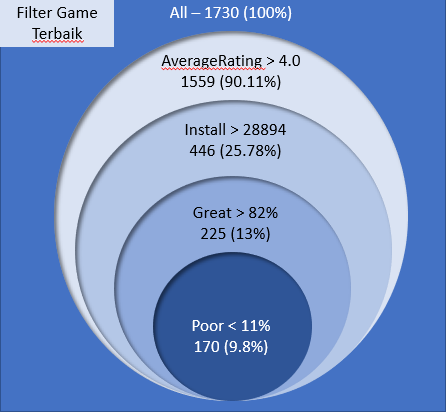 Filter Game
Terbaik
All – 1730 (100%)
AverageRating > 4.0
1559 (90.11%)
Install > 28894
446 (25.78%)
Great > 82%
225 (13%)
Poor < 11%
170 (9.8%)